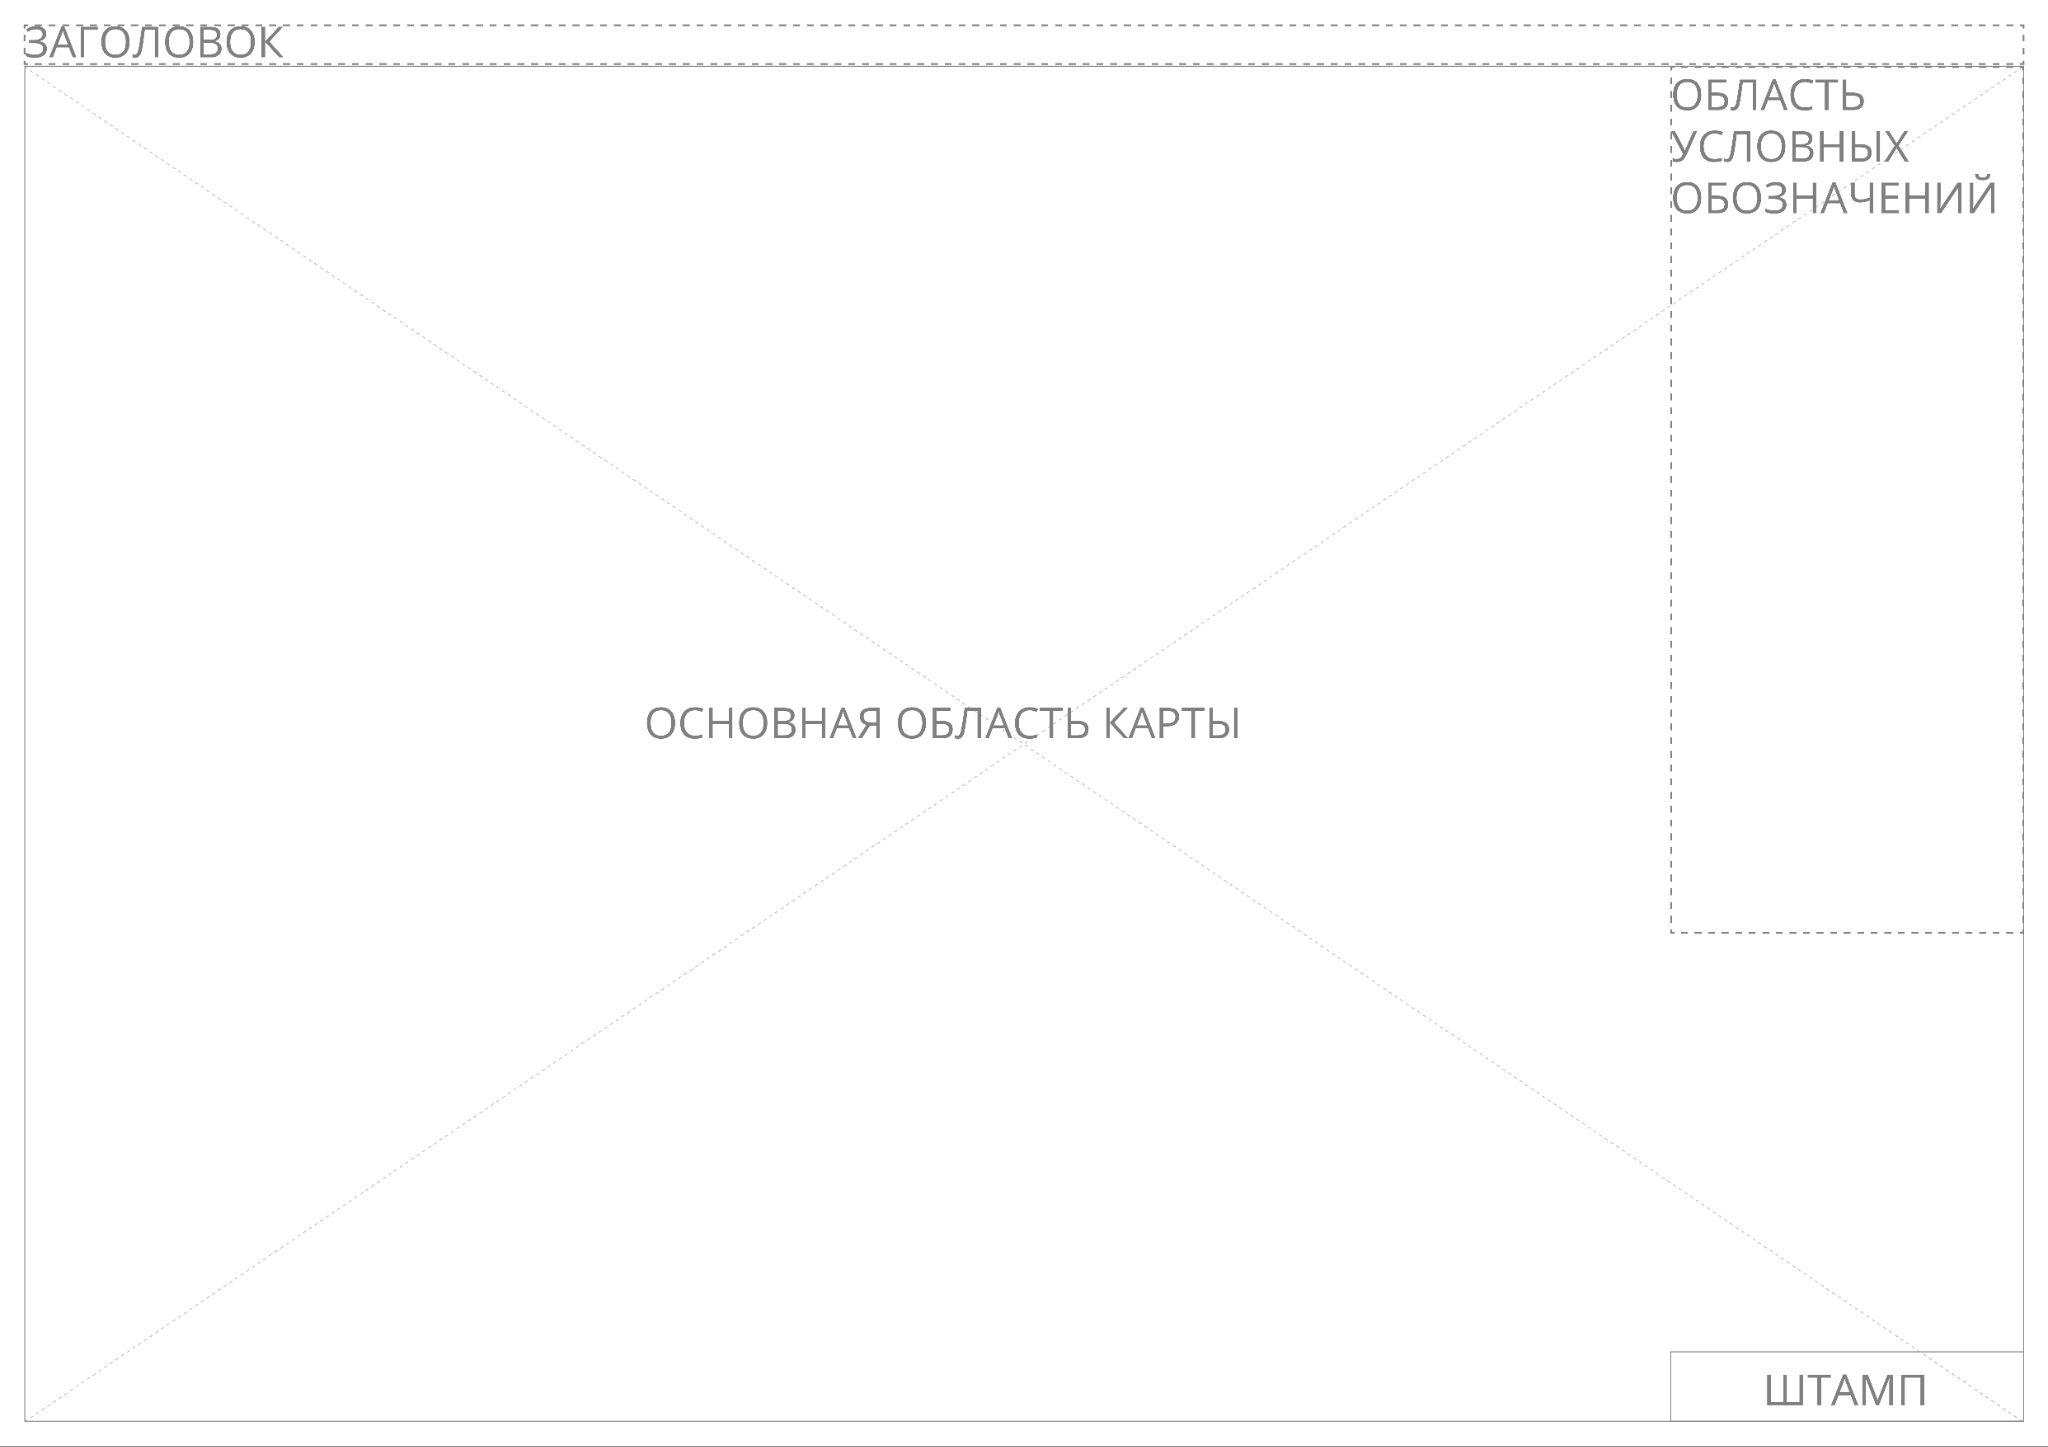 ЗАГОЛОВОК
ОБЛАСТЬ
УСЛОВНЫХ
ОБОЗНАЧЕНИЙ
ОСНОВНАЯ ОБЛАСТЬ КАРТЫ
ШТАМП